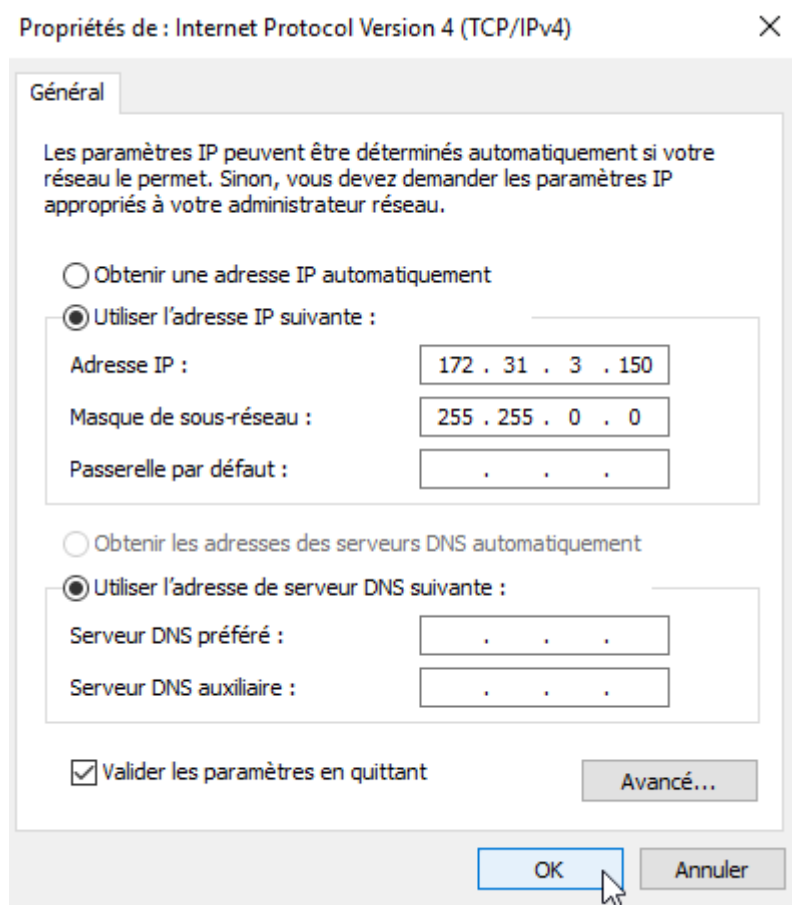 Propriétés de : Internet Protocol Version 4 (TCP/IPv4)
Général
Les paramètres IP peuvent être déterminés automatiquement si votre
réseau le permet. Sinon, vous devez demander les paramètres IP
appropriés à votre administrateur réseau.
Obtenir une adresse IP automatiquement
Utiliser l'adresse IP suivante :
Adresse IP : 172 . 31 . 3 . 150
Masque de sous-réseau : 255 . 255 . 0 . 0
Passerelle par défaut : . . .
Obtenir les adresses des serveurs DNS automatiquement
Utiliser l'adresse de serveur DNS suivante :
Serveur DNS préféré : . . .
Serveur DNS auxiliaire : . . .
Valider les paramètres en quittant
Avancé...
OK Annuler